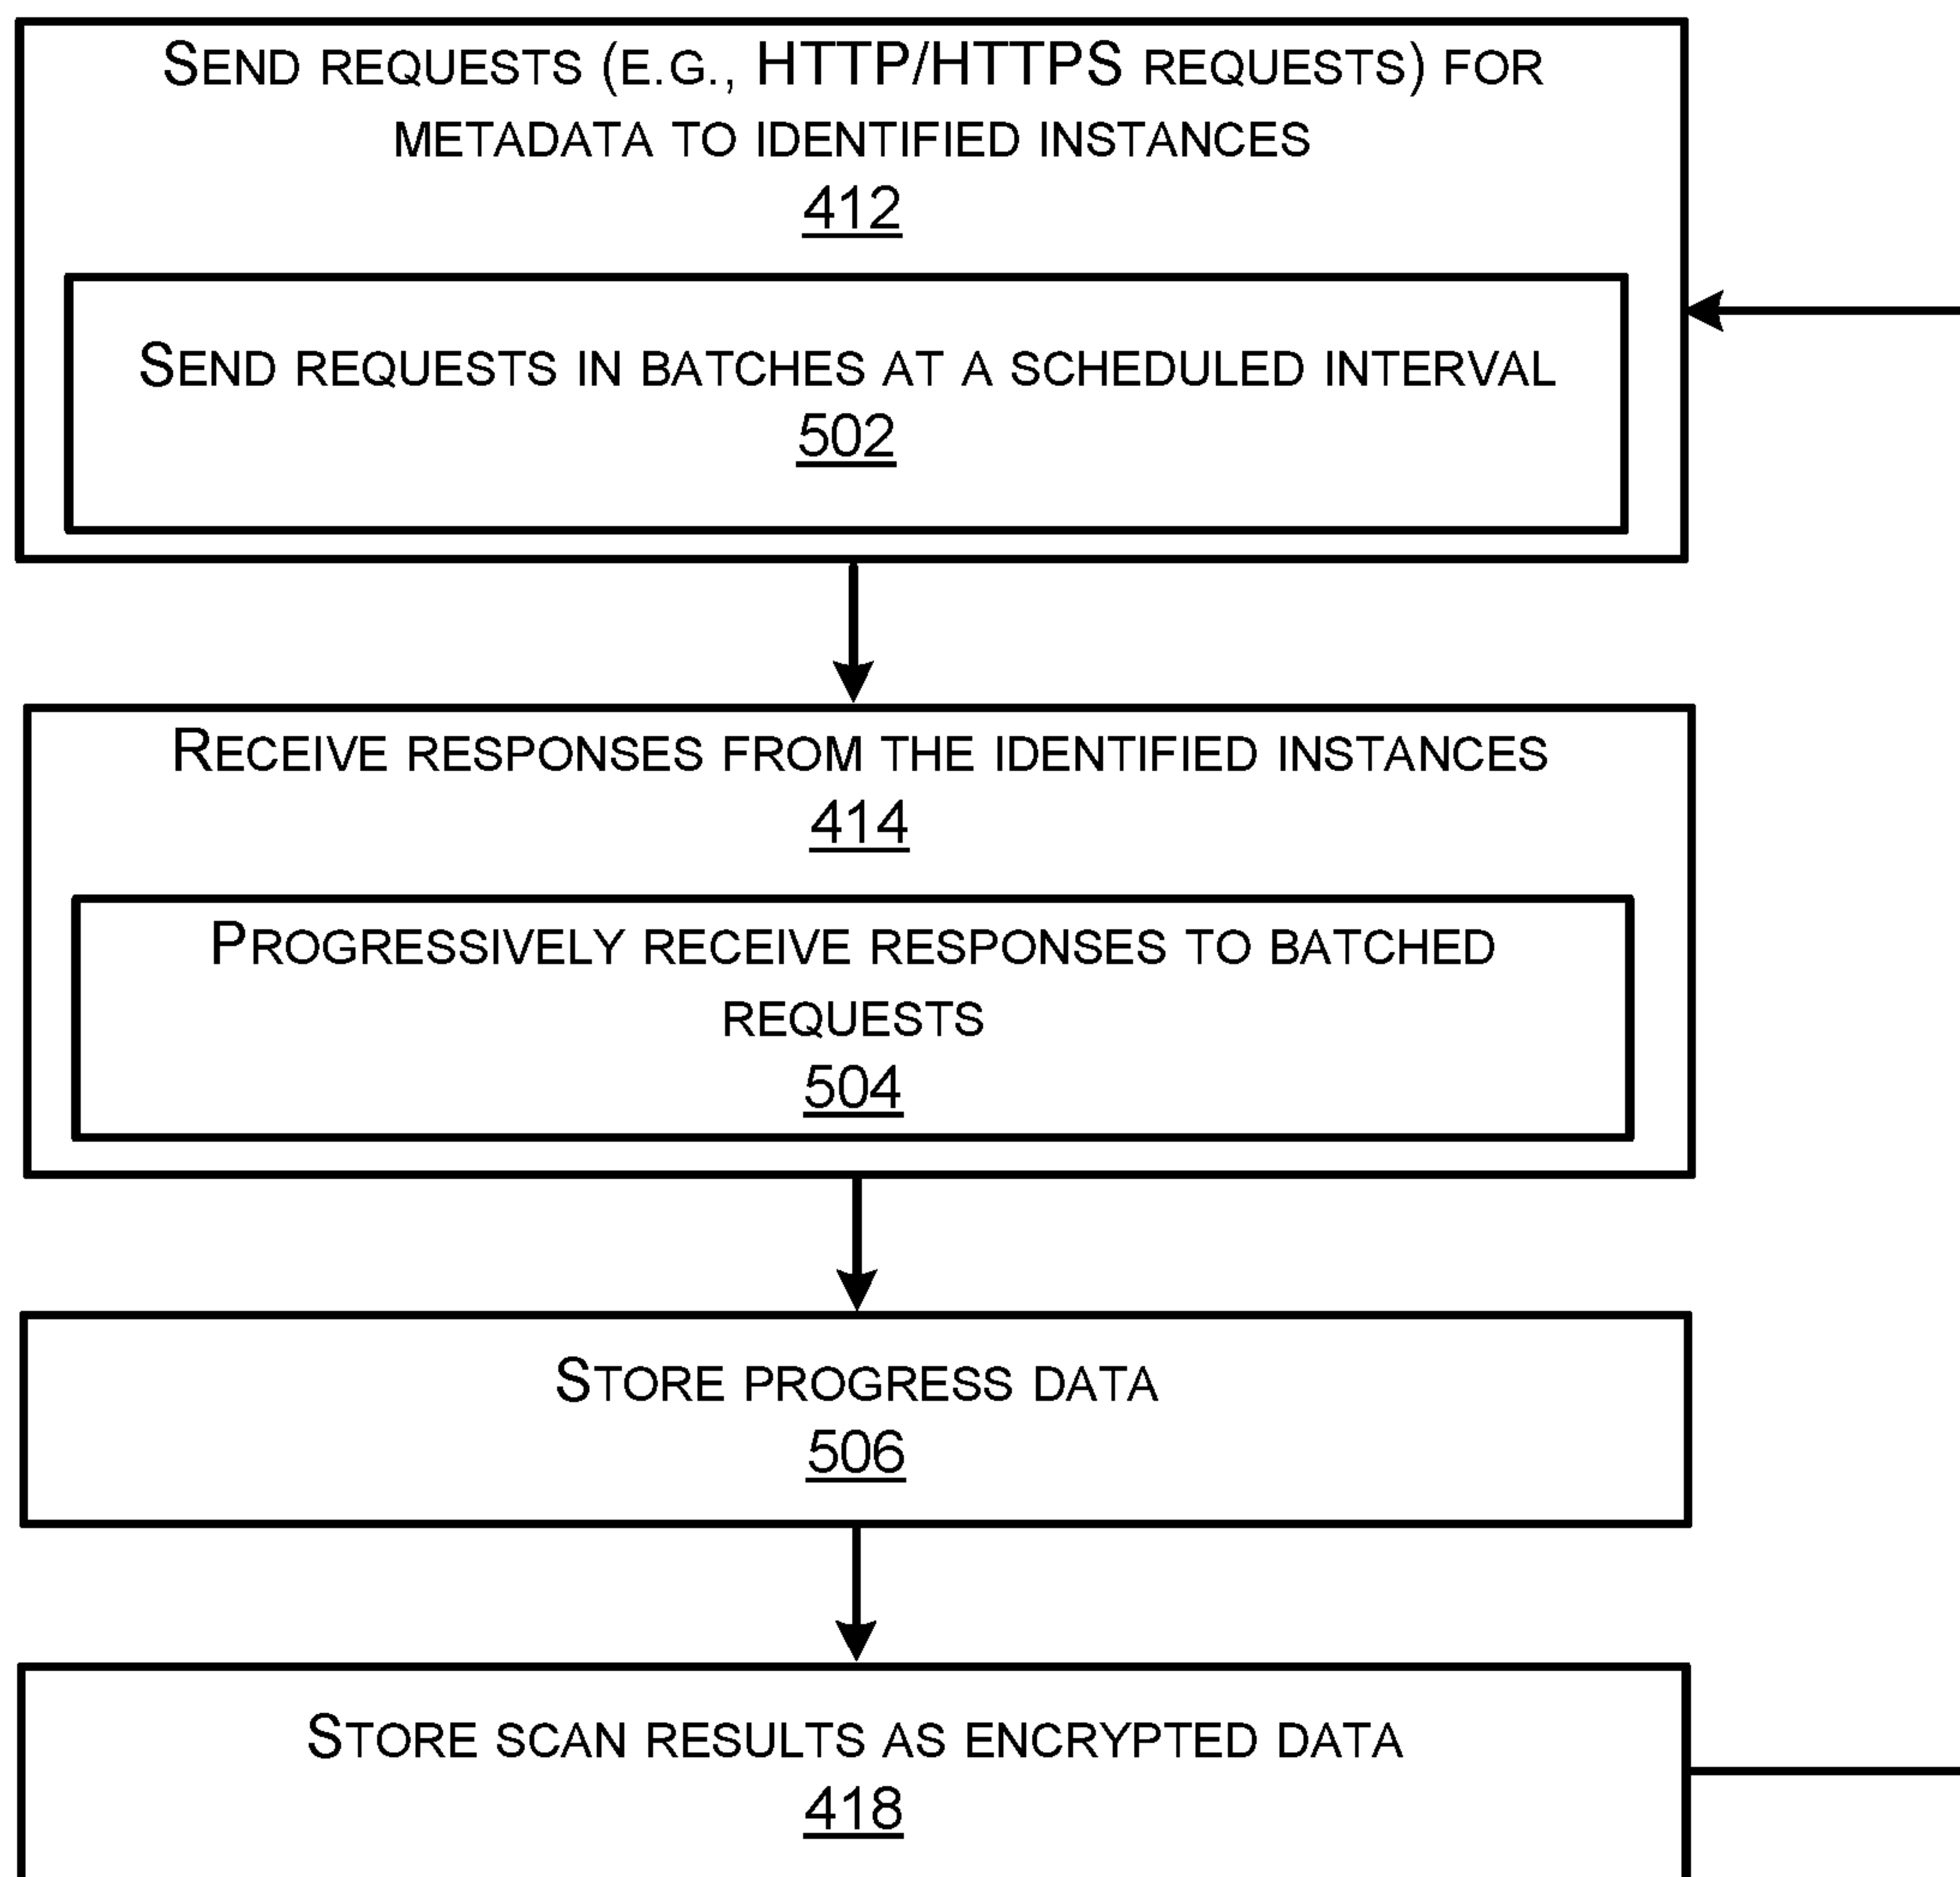 SEND REQUESTS (E.G., HTTP/HTTPS REQUESTS) FOR
METADATA TO IDENTIFIED INSTANCES
412
SEND REQUESTS IN BATCHES AT A SCHEDULED INTERVAL
502
RECEIVE RESPONSES FROM THE IDENTIFIED INSTANCES
414
PROGRESSIVELY RECEIVE RESPONSES TO BATCHED
REQUESTS
504
STORE PROGRESS DATA
506
STORE SCAN RESULTS AS ENCRYPTED DATA
418